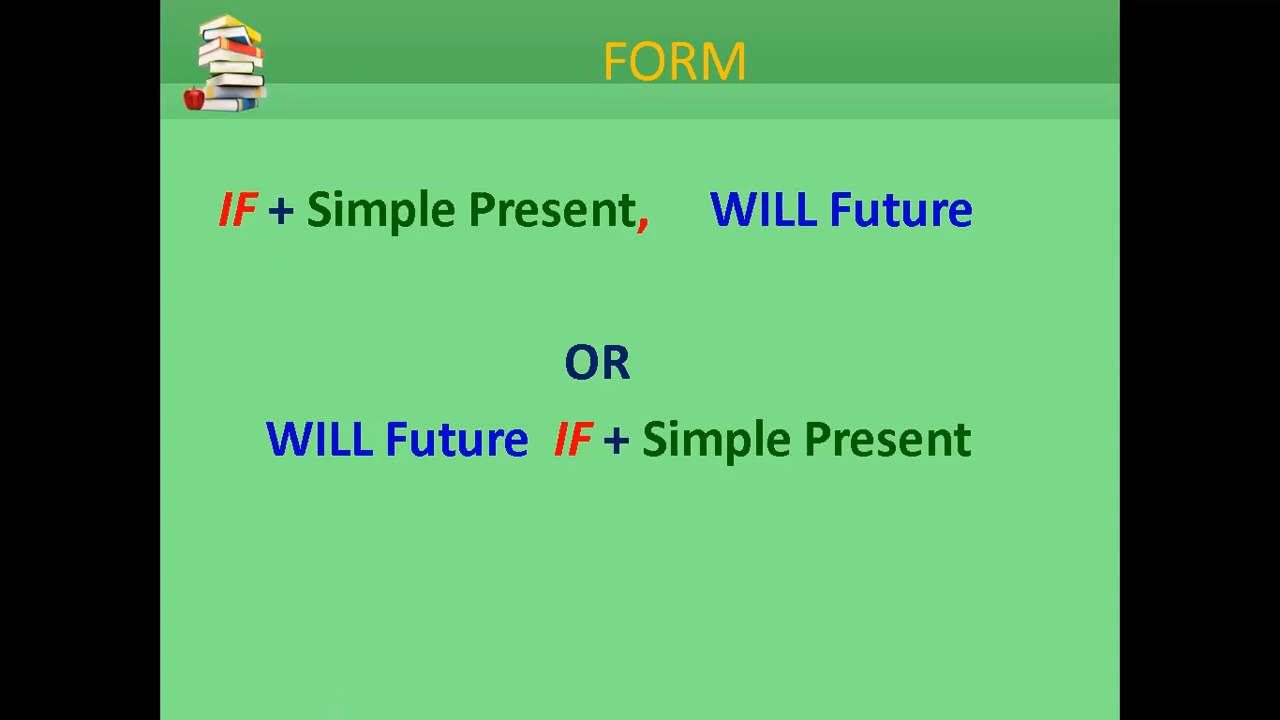 FORM
IF + Simple Present, WILL Future
OR
WILL Future IF + Simple Present